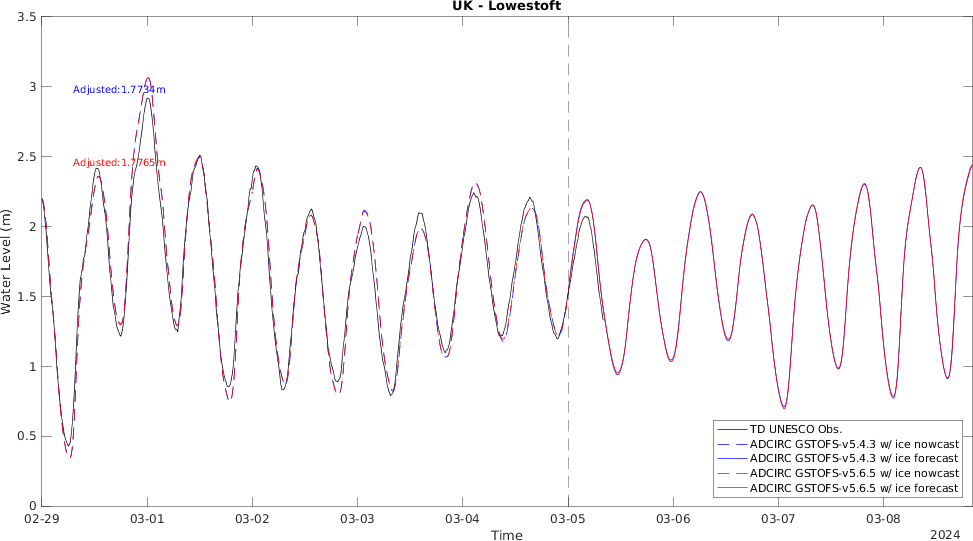 UK - Lowestoft
3.5
3
2.5
2
1.5
1
0.5
0
Water Level (m)
Adjusted:1.7734m
Adjusted:1.7765m
TD UNESCO Obs.
ADCIRC GSTOFS-v5.4.3 w/ ice nowcast
ADCIRC GSTOFS-v5.4.3 w/ ice forecast
ADCIRC GSTOFS-v5.6.5 w/ ice nowcast
ADCIRC GSTOFS-v5.6.5 w/ ice forecast
02-29
03-01
03-02
03-03
03-04
03-05
03-06
03-07
03-08
Time
2024